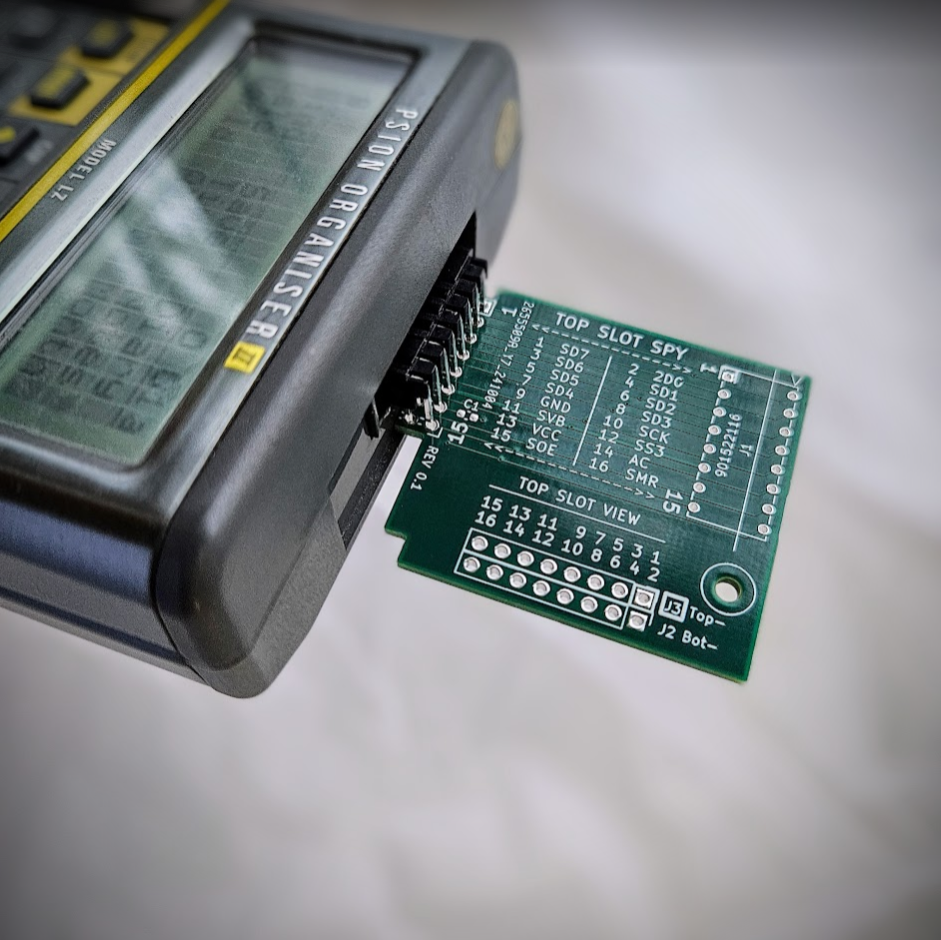 MODEL LZ
PSION ORGANISER II
TOP SLOT SPY
1
2655509A_Y7_241004
<-------------->
1 SD7 2 2DG
3 SD6 4 SD1
5 SD5 6 SD2
7 SD4 8 SD3
9 GND 10 SCK
11 SVB 12 SS3
13 VCC 14 AC
15 SOE 16 SMR
<-------------->
C1
15
REV 0.1
1
901522116
15
TOP SLOT VIEW
15 13 11 9 7 5 3 1
16 14 12 10 8 6 4 2
J3 Top-
J2 Bot-